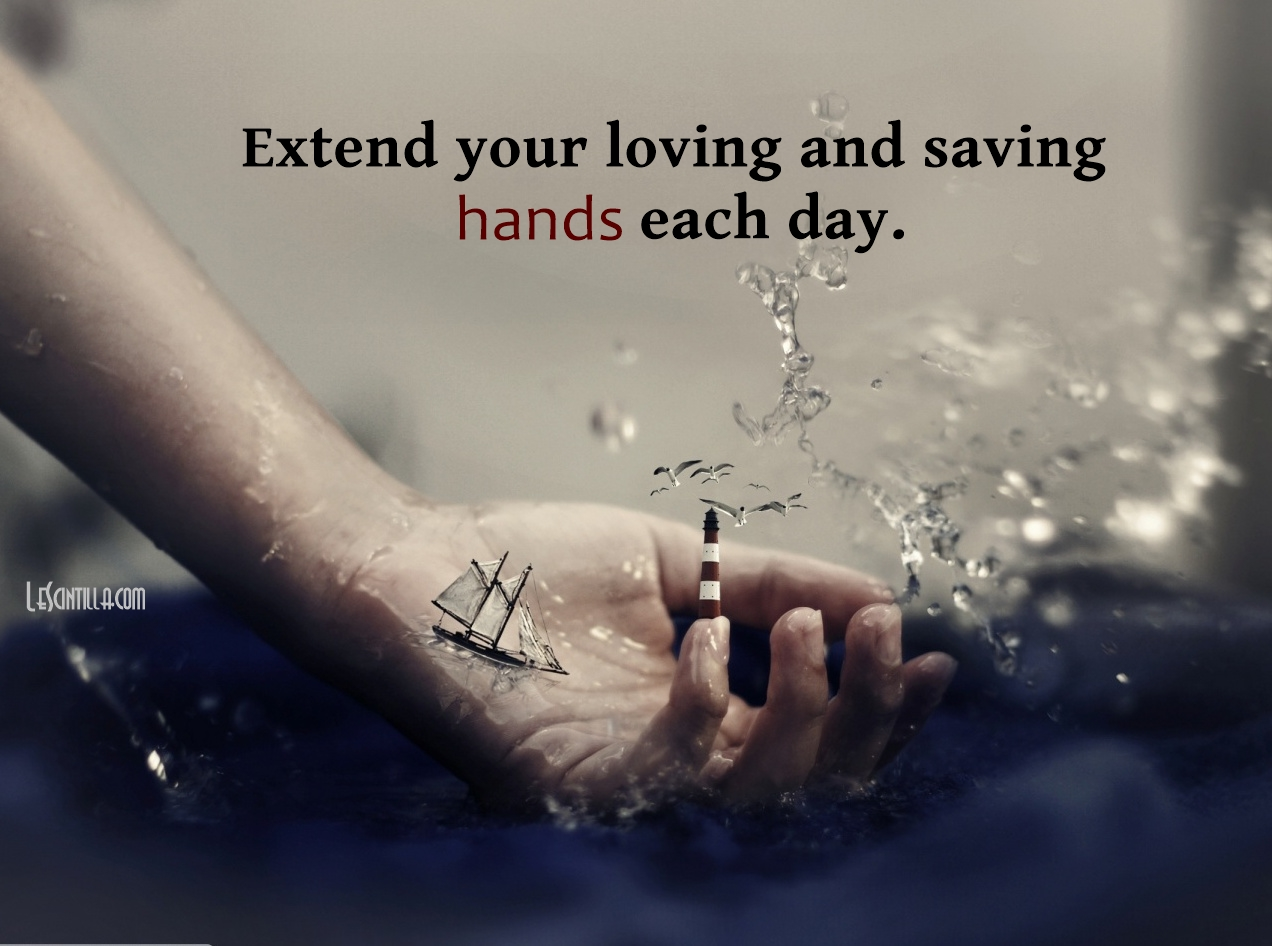 Extend your loving and saving
hands each day.
LESCINTILLA.COM